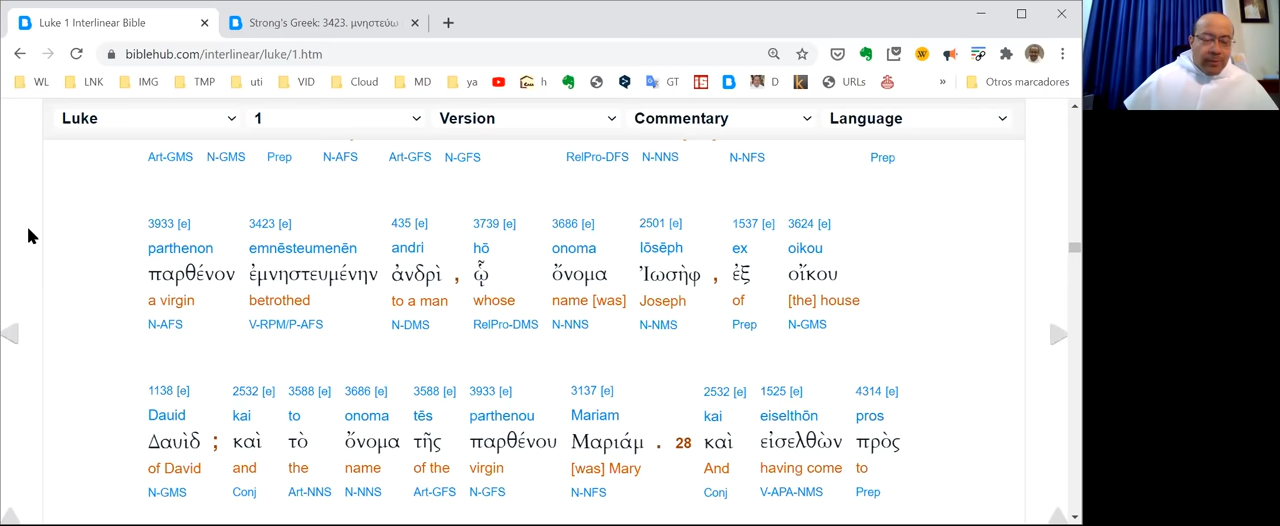 Luke 1 Interlinear Bible
Strong's Greek: 3423. μνηστεύω
biblehub.com/interlinear/luke/1.htm
WL LNK IMG TMP uti VID Cloud MD ya h GT D URLs » Otros marcadores
Luke 1 Version Commentary Language
Art-GMS N-GMS Prep N-AFS Art-GFS N-GFS RelPro-DFS N-NNS N-NFS Prep
3933 [e] 3423 [e] 435 [e] 3739 [e] 3686 [e] 2501 [e] 1537 [e] 3624 [e]
parthenon emnēsteumenēn andri hō onoma Iōsēph ex oikou
παρθένον ἐμνηστευμένην ἀνδρὶ , ᾧ ὄνομα Ἰωσὴφ , ἐξ οἴκου
a virgin betrothed to a man whose name [was] Joseph of [the] house
N-AFS V-RPM/P-AFS N-DMS RelPro-DMS N-NNS N-NMS Prep N-GMS
1138 [e] 2532 [e] 3588 [e] 3686 [e] 3588 [e] 3933 [e] 3137 [e] 2532 [e] 1525 [e] 4314 [e]
Dauid kai to onoma tēs parthenou Mariam kai eiselthōn pros
Δαυὶδ ; καὶ τὸ ὄνομα τῆς παρθένου Μαριάμ . 28 καὶ εἰσελθὼν πρὸς
of David and the name of the virgin [was] Mary And having come to
N-GMS Conj Art-NNS N-NNS Art-GFS N-GFS N-NFS Conj V-APA-NMS Prep